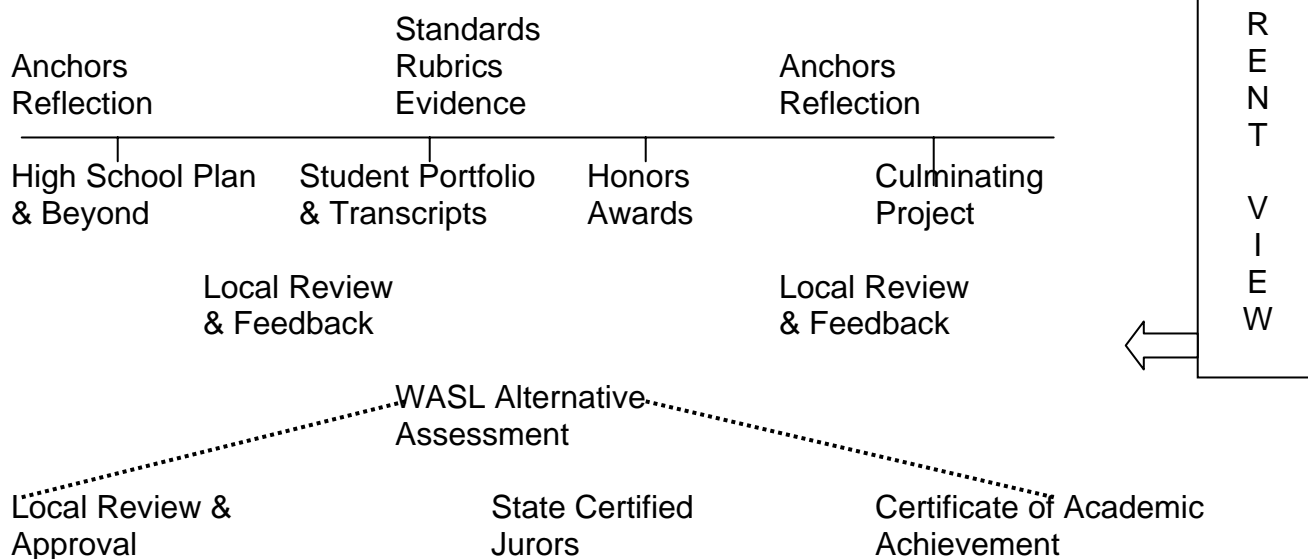 Standards
Anchors Rubrics Anchors
Reflection Evidence Reflection
High School Plan Student Portfolio Honors Culminating
& Beyond & Transcripts Awards Project
Local Review Local Review
& Feedback & Feedback
WASL Alternative
Assessment
Local Review & State Certified Certificate of Academic
Approval Jurors Achievement
R
E
N
T
V
I
E
W